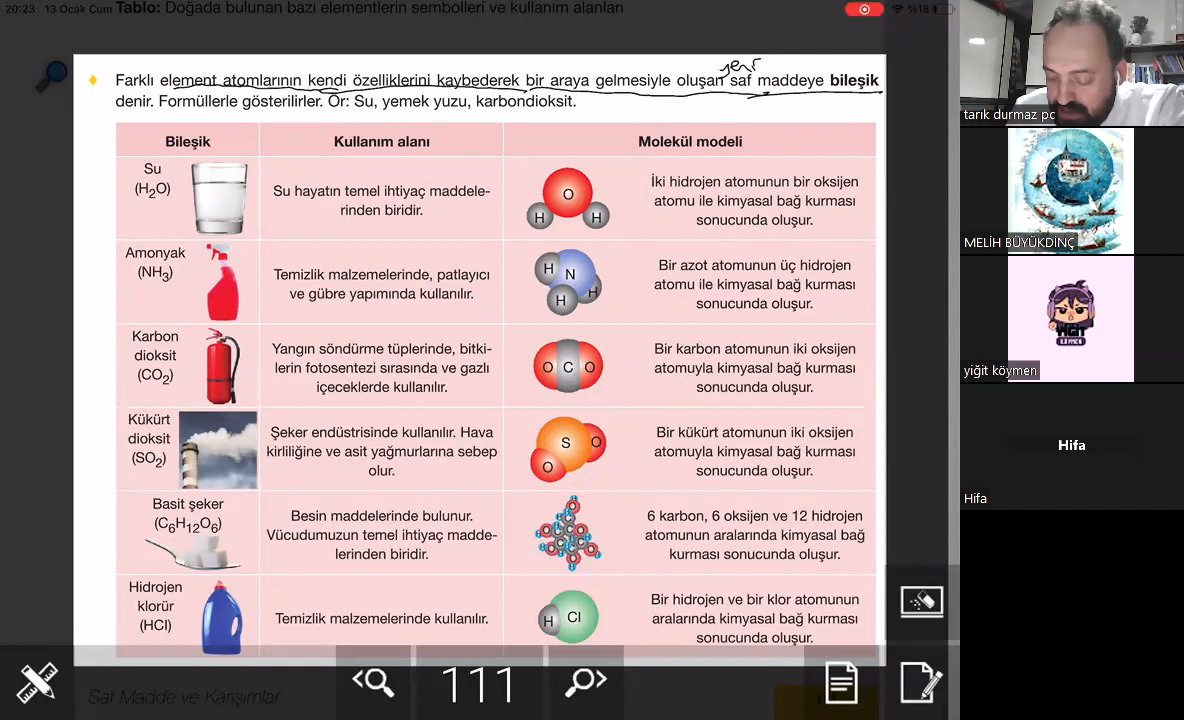 20:23 13 Ocak Cum
Tablo: Doğada bulunan bazı elementlerin sembolleri ve kullanım alanları
%18
yeni
Farklı element atomlarının kendi özelliklerini kaybederek bir araya gelmesiyle oluşan saf maddeye bileşik
denir. Formüllerle gösterilirler. Ör: Su, yemek yuzu, karbondioksit.
Bileşik
Kullanım alanı
Molekül modeli
Su
(H2O)
Su hayatın temel ihtiyaç maddele-
rinden biridir.
O
H H
İki hidrojen atomunun bir oksijen
atomu ile kimyasal bağ kurması
sonucunda oluşur.
Amonyak
(NH3)
Temizlik malzemelerinde, patlayıcı
ve gübre yapımında kullanılır.
H N
H H
Bir azot atomunun üç hidrojen
atomu ile kimyasal bağ kurması
sonucunda oluşur.
Karbon
dioksit
(CO2)
Yangın söndürme tüplerinde, bitki-
lerin fotosentezi sırasında ve gazlı
içeceklerde kullanılır.
O C O
Bir karbon atomunun iki oksijen
atomuyla kimyasal bağ kurması
sonucunda oluşur.
Kükürt
dioksit
(SO2)
Şeker endüstrisinde kullanılır. Hava
kirliliğine ve asit yağmurlarına sebep
olur.
S O
O
Bir kükürt atomunun iki oksijen
atomuyla kimyasal bağ kurması
sonucunda oluşur.
Basit şeker
(C6H12O6)
Besin maddelerinde bulunur.
Vücudumuzun temel ihtiyaç madde-
lerinden biridir.
6 karbon, 6 oksijen ve 12 hidrojen
atomunun aralarında kimyasal bağ
kurması sonucunda oluşur.
Hidrojen
klorür
(HCl)
Temizlik malzemelerinde kullanılır.
H Cl
Bir hidrojen ve bir klor atomunun
aralarında kimyasal bağ kurması
sonucunda oluşur.
111
Saf Madde ve Karışımlar
tarık durmaz pc
MELİH BÜYÜKDİNÇ
YİĞİT
KÖYMEN
yiğit köymen
Hifa
Hifa